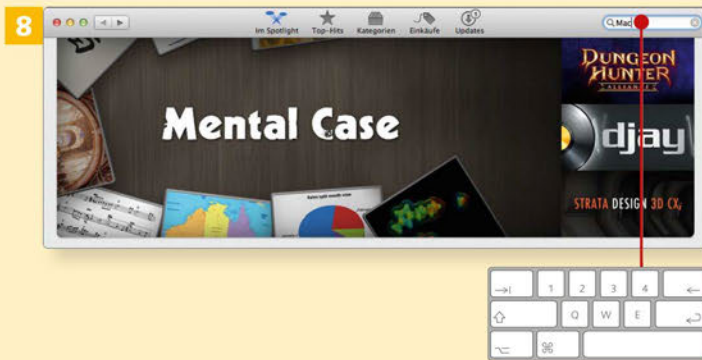 8
Mac
Im Spotlight Top-Hits Kategorien Einkäufe Updates
Mental Case
DUNGEON
HUNTER
ALLIANCE
djay
STRATA DESIGN 3D CX
1 2 3 4
Q W E
⌥ ⌘